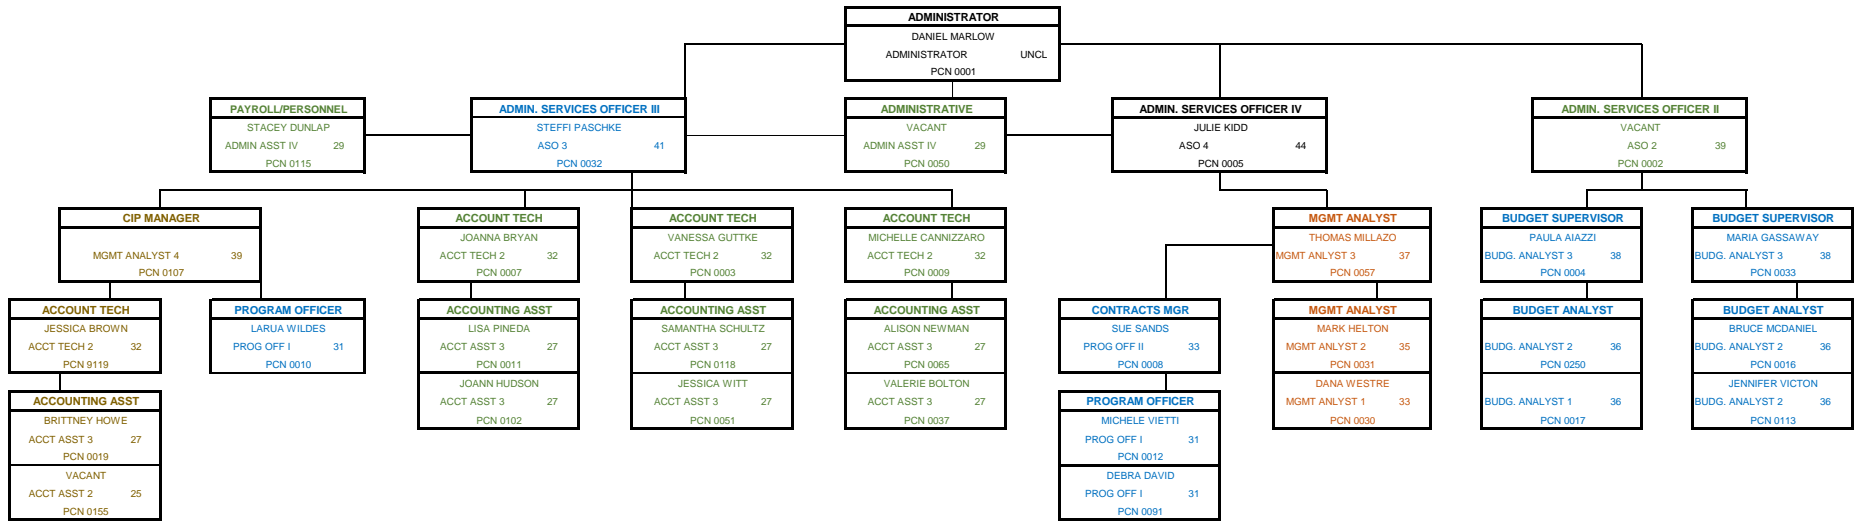 ADMINISTRATOR
DANIEL MARLOW
ADMINISTRATOR UNCL
PCN 0001
PAYROLL/PERSONNEL
STACEY DUNLAP
ADMIN ASST IV 29
PCN 0115
ADMIN. SERVICES OFFICER III
STEFFI PASCHKE
ASO 3 41
PCN 0032
ADMINISTRATIVE
VACANT
ADMIN ASST IV 29
PCN 0050
ADMIN. SERVICES OFFICER IV
JULIE KIDD
ASO 4 44
PCN 0005
ADMIN. SERVICES OFFICER II
VACANT
ASO 2 39
PCN 0002
CIP MANAGER
MGMT ANALYST 4 39
PCN 0107
ACCOUNT TECH
JOANNA BRYAN
ACCT TECH 2 32
PCN 0007
ACCOUNT TECH
VANESSA GUTTKE
ACCT TECH 2 32
PCN 0003
ACCOUNT TECH
MICHELLE CANNIZZARO
ACCT TECH 2 32
PCN 0009
MGMT ANALYST
THOMAS MILLAZO
MGMT ANLYST 3 37
PCN 0057
BUDGET SUPERVISOR
PAULA AIAZZI
BUDG. ANALYST 3 38
PCN 0004
BUDGET SUPERVISOR
MARIA GASSAWAY
BUDG. ANALYST 3 38
PCN 0033
ACCOUNT TECH
JESSICA BROWN
ACCT TECH 2 32
PCN 9119
PROGRAM OFFICER
LARUA WILDES
PROG OFF I 31
PCN 0010
ACCOUNTING ASST
LISA PINEDA
ACCT ASST 3 27
PCN 0011
JOANN HUDSON
ACCT ASST 3 27
PCN 0102
ACCOUNTING ASST
SAMANTHA SCHULTZ
ACCT ASST 3 27
PCN 0118
JESSICA WITT
ACCT ASST 3 27
PCN 0051
ACCOUNTING ASST
ALISON NEWMAN
ACCT ASST 3 27
PCN 0065
VALERIE BOLTON
ACCT ASST 3 27
PCN 0037
CONTRACTS MGR
SUE SANDS
PROG OFF II 33
PCN 0008
MGMT ANALYST
MARK HELTON
MGMT ANLYST 2 35
PCN 0031
DANA WESTRE
MGMT ANLYST 1 33
PCN 0030
BUDGET ANALYST
BUDG. ANALYST 2 36
PCN 0250
BUDG. ANALYST 1 36
PCN 0017
BUDGET ANALYST
BRUCE MCDANIEL
BUDG. ANALYST 2 36
PCN 0016
JENNIFER VICTON
BUDG. ANALYST 2 36
PCN 0113
ACCOUNTING ASST
BRITTNEY HOWE
ACCT ASST 3 27
PCN 0019
VACANT
ACCT ASST 2 25
PCN 0155
PROGRAM OFFICER
MICHELE VIETTI
PROG OFF I 31
PCN 0012
DEBRA DAVID
PROG OFF I 31
PCN 0091